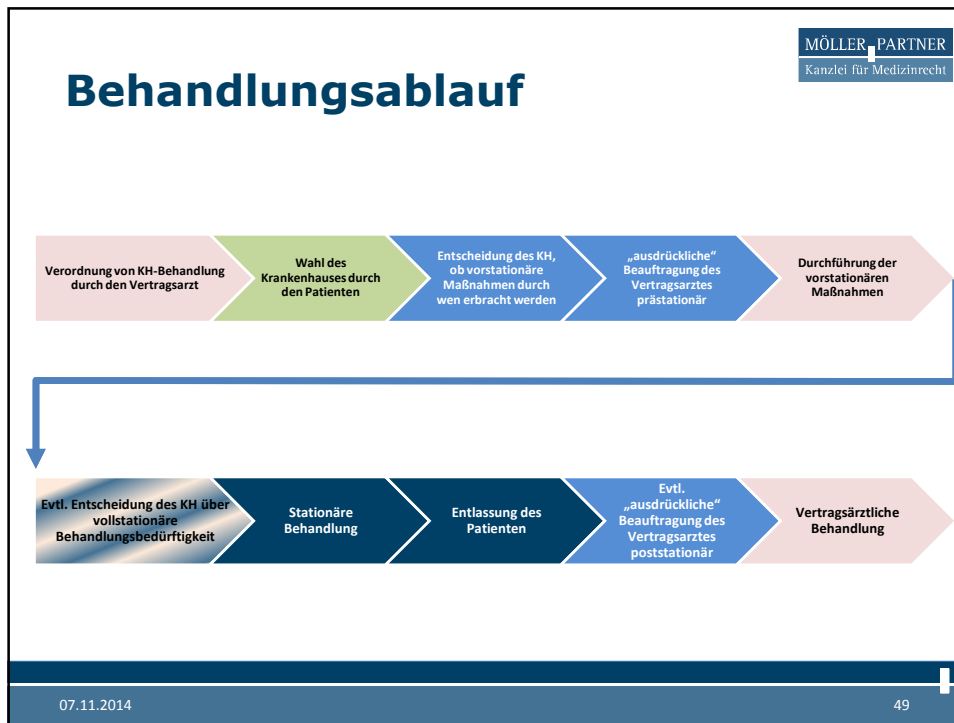 MÖLLER PARTNER
Kanzlei für Medizinrecht
Behandlungsablauf
Verordnung von KH-Behandlung
durch den Vertragsarzt
Wahl des
Krankenhauses durch
den Patienten
Entscheidung des KH,
ob vorstationäre
Maßnahmen durch
wen erbracht werden
„ausdrückliche“
Beauftragung des
Vertragsarztes
prästationär
Durchführung der
vorstationären
Maßnahmen
Evtl. Entscheidung des KH über
vollstationäre
Behandlungsbedürftigkeit
Stationäre
Behandlung
Entlassung des
Patienten
Evtl.
„ausdrückliche“
Beauftragung des
Vertragsarztes
poststationär
Vertragsärztliche
Behandlung
07.11.2014
49